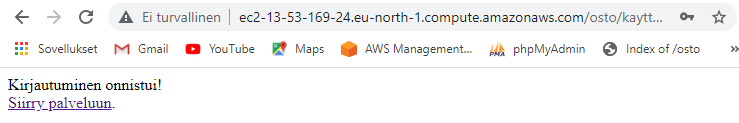 Ei turvallinen ec2-13-53-169-24.eu-north-1.compute.amazonaws.com/osto/kaytt...
Sovellukset Gmail YouTube Maps AWS Management... phpMyAdmin Index of /osto »
Kirjautuminen onnistui!
Siirry palveluun.